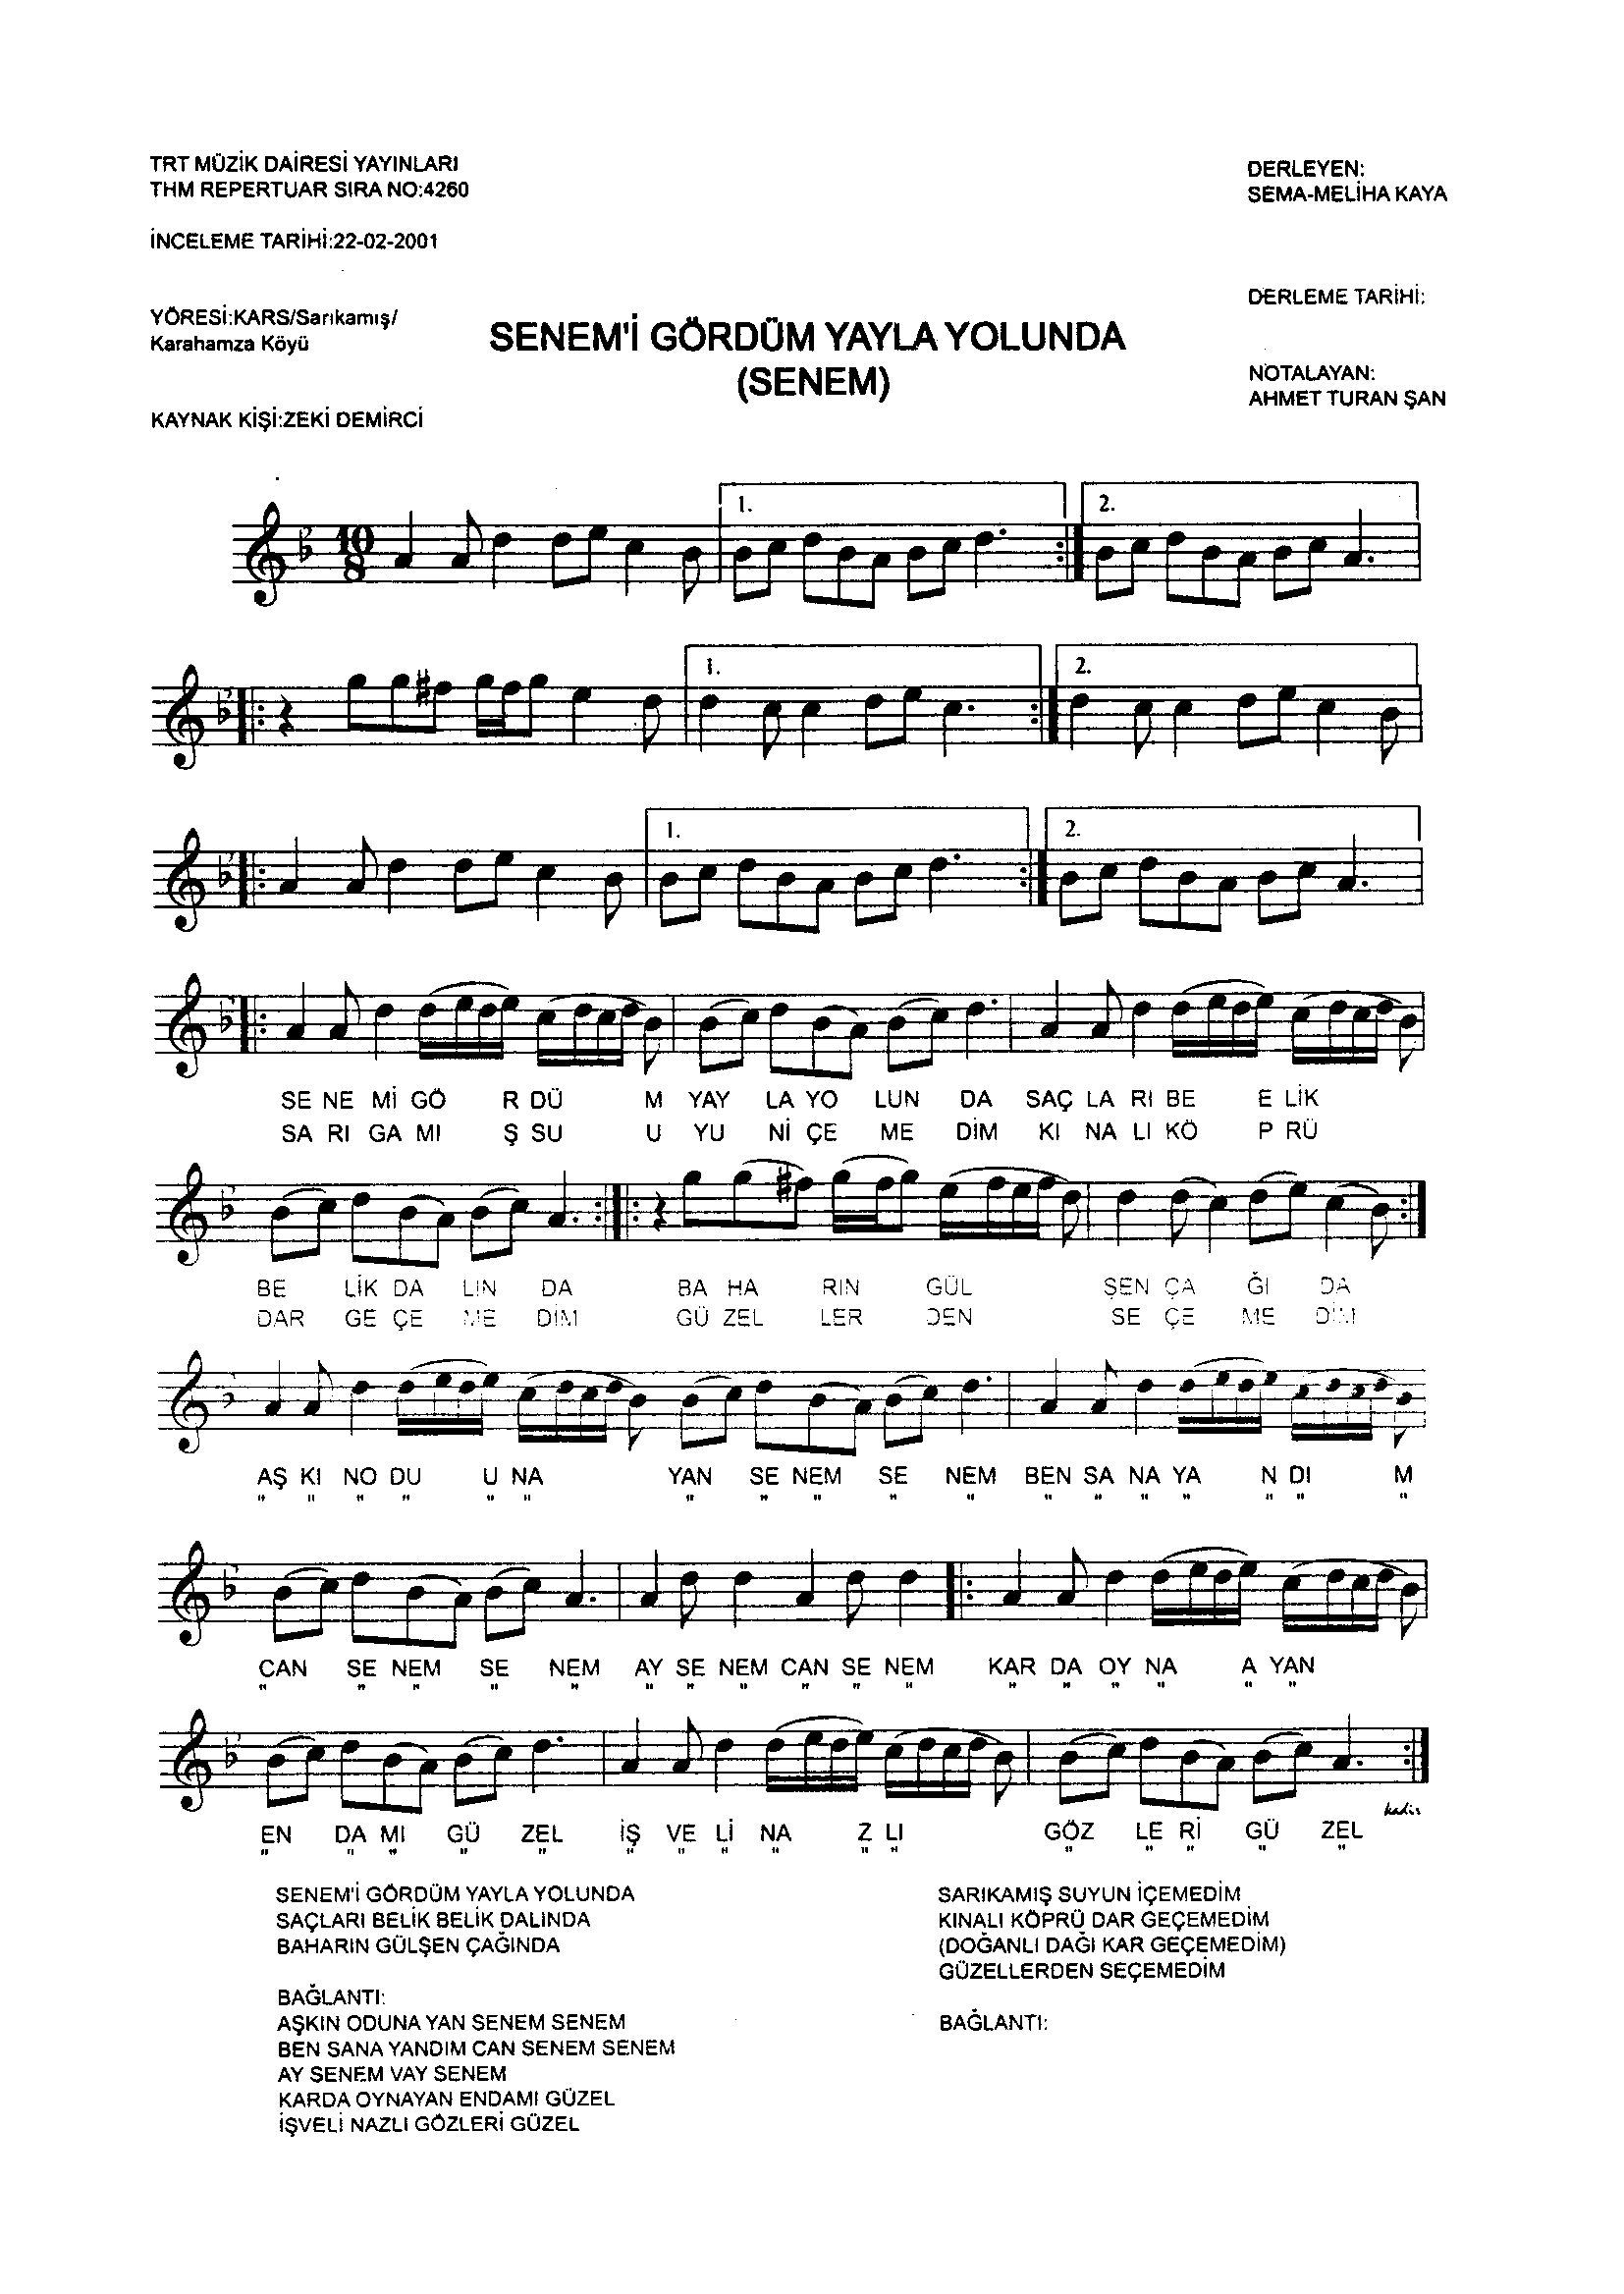 TRT MÜZİK DAİRESİ YAYINLARI
THM REPERTUAR SIRA NO:4260
İNCELEME TARİHİ:22-02-2001
YÖRESİ:KARS/Sarıkamış/
Karahamza Köyü
KAYNAK KİŞİ:ZEKİ DEMİRCİ
SENEM'İ GÖRDÜM YAYLA YOLUNDA
(SENEM)
DERLEYEN:
SEMA-MELİHA KAYA
DERLEME TARİHİ:
NOTALAYAN:
AHMET TURAN ŞAN
10
8
1. 2.
1. 2.
1. 2.
SE NE Mİ GÖ R DÜ M YAY LA YO LUN DA SAÇ LA RI BE E LİK
SA RI GA MI Ş SU U YU Nİ ÇE ME DİM KI NA LI KÖ P RÜ
BE LİK DA LIN DA BA HA RIN GÜL ŞEN ÇA ĞI DA
DAR GE ÇE ME DİM GÜ ZEL LER DEN SE ÇE ME DİM
AŞ KI NO DU U NA YAN SE NEM SE NEM BEN SA NA YA N DI M
" " " " " " " " " " " " " " " " " "
CAN SE NEM SE NEM AY SE NEM CAN SE NEM KAR DA OY NA A YAN
" " " " " " " " " " " " " " " " "
EN DA MI GÜ ZEL İŞ VE Lİ NA Z LI GÖZ LE Rİ GÜ ZEL
" " " " " " " " " " " " " " " "
SENEM'İ GÖRDÜM YAYLA YOLUNDA
SAÇLARI BELİK BELİK DALINDA
BAHARIN GÜLŞEN ÇAĞINDA
BAĞLANTI:
AŞKIN ODUNA YAN SENEM SENEM
BEN SANA YANDIM CAN SENEM SENEM
AY SENEM VAY SENEM
KARDA OYNAYAN ENDAMI GÜZEL
İŞVELİ NAZLI GÖZLERİ GÜZEL
SARIKAMIŞ SUYUN İÇEMEDİM
KINALI KÖPRÜ DAR GEÇEMEDİM
(DOĞANLI DAĞI KAR GEÇEMEDİM)
GÜZELLERDEN SEÇEMEDİM
BAĞLANTI: